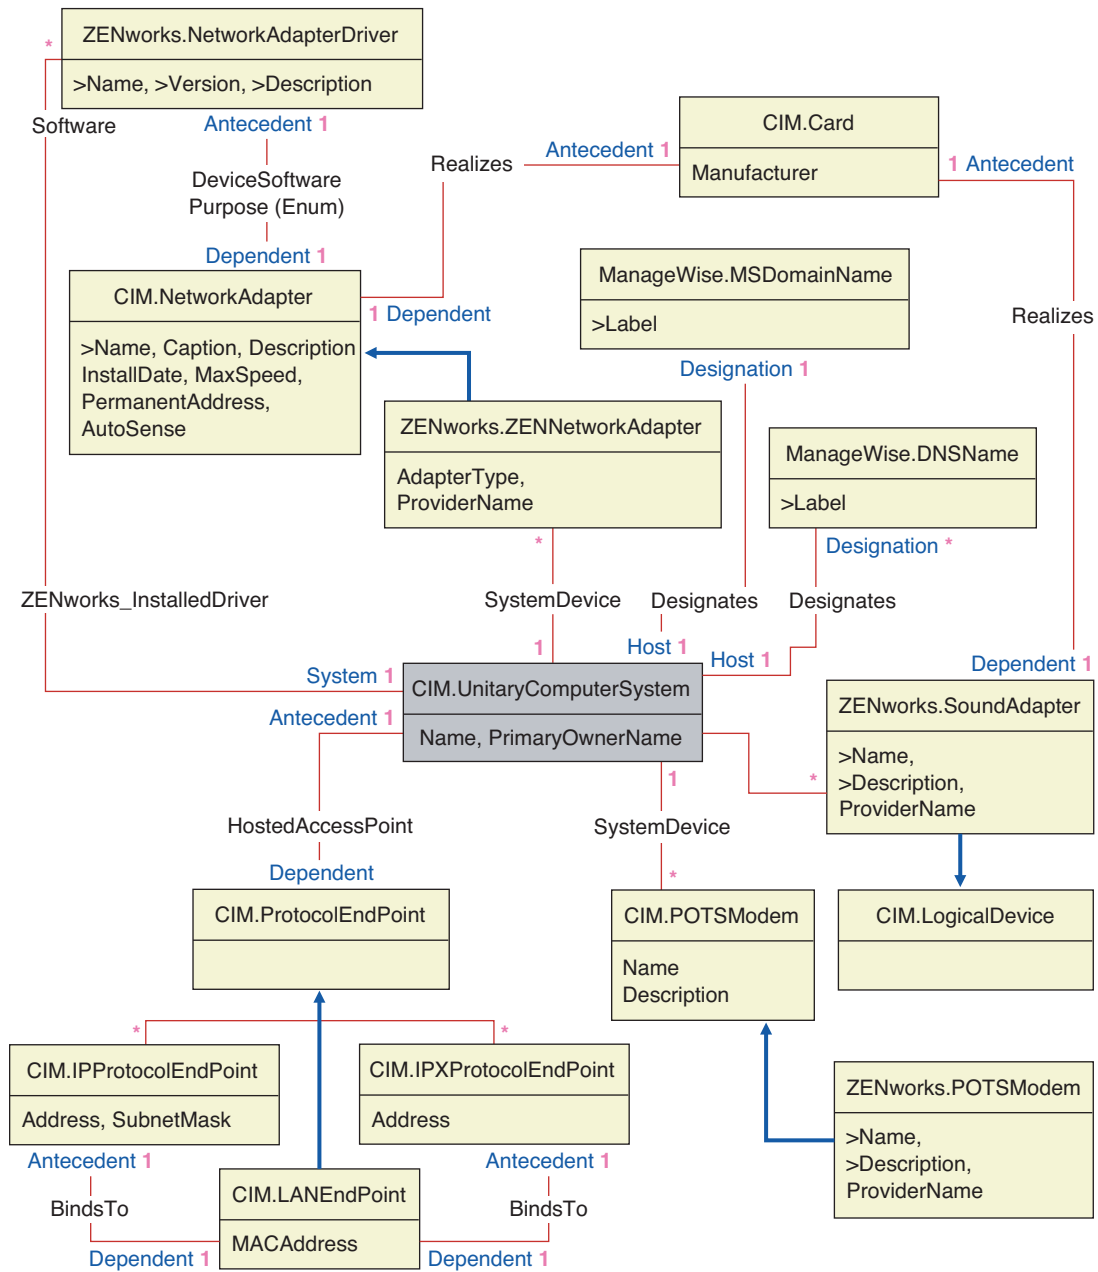 ZENworks.NetworkAdapterDriver
*
>Name, >Version, >Description
Software
Antecedent 1
DeviceSoftware
Purpose (Enum)
Dependent 1
Realizes
Antecedent 1
CIM.Card
Manufacturer
1 Antecedent
Realizes
CIM.NetworkAdapter
1 Dependent
>Name, Caption, Description
InstallDate, MaxSpeed,
PermanentAddress,
AutoSense
ManageWise.MSDomainName
>Label
Designation 1
ZENworks.ZENNetworkAdapter
AdapterType,
ProviderName
*
ManageWise.DNSName
>Label
Designation *
ZENworks_InstalledDriver
SystemDevice
Designates
Designates
1
Host 1
Host 1
Dependent 1
System 1
Antecedent 1
CIM.UnitaryComputerSystem
Name, PrimaryOwnerName
ZENworks.SoundAdapter
*
>Name,
>Description,
ProviderName
1
HostedAccessPoint
SystemDevice
Dependent
*
CIM.ProtocolEndPoint
CIM.POTSModem
Name
Description
CIM.LogicalDevice
*
*
CIM.IPProtocolEndPoint
Address, SubnetMask
CIM.IPXProtocolEndPoint
Address
ZENworks.POTSModem
>Name,
>Description,
ProviderName
Antecedent 1
Antecedent 1
BindsTo
BindsTo
CIM.LANEndPoint
MACAddress
Dependent 1
Dependent 1